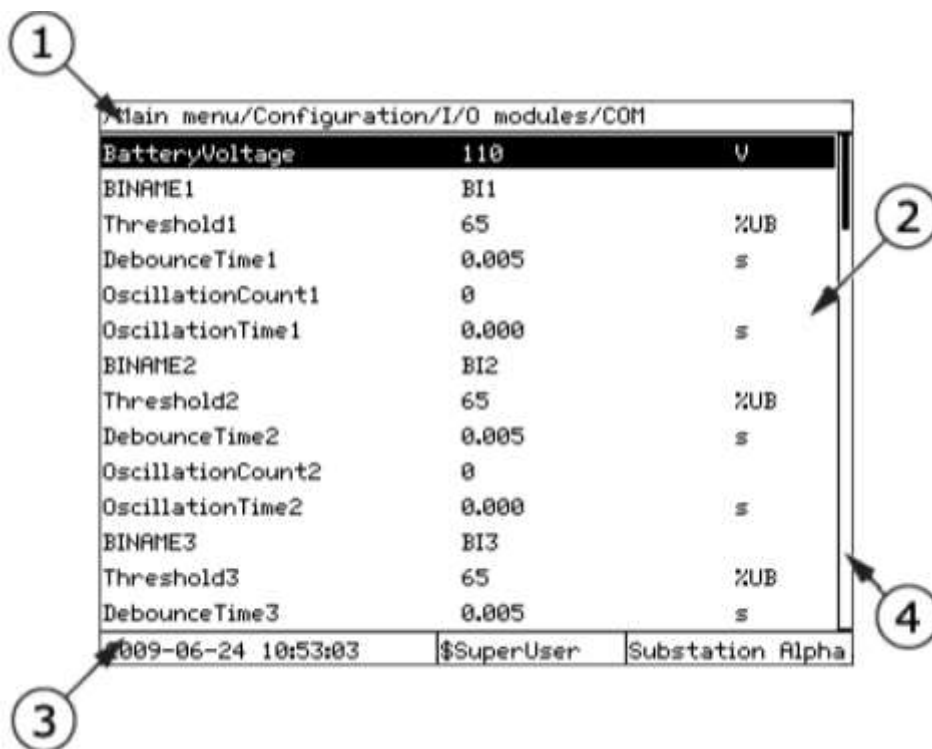 1
/Main menu/Configuration/I/O modules/COM
BatteryVoltage 110 V
BINAME1 BI1
Threshold1 65 %UB
2
DebounceTime1 0.005 s
OscillationCount1 0
OscillationTime1 0.000 s
BINAME2 BI2
Threshold2 65 %UB
DebounceTime2 0.005 s
OscillationCount2 0
OscillationTime2 0.000 s
BINAME3 BI3
Threshold3 65 %UB
DebounceTime3 0.005 s
4
2009-06-24 10:53:03 $SuperUser Substation Alpha
3